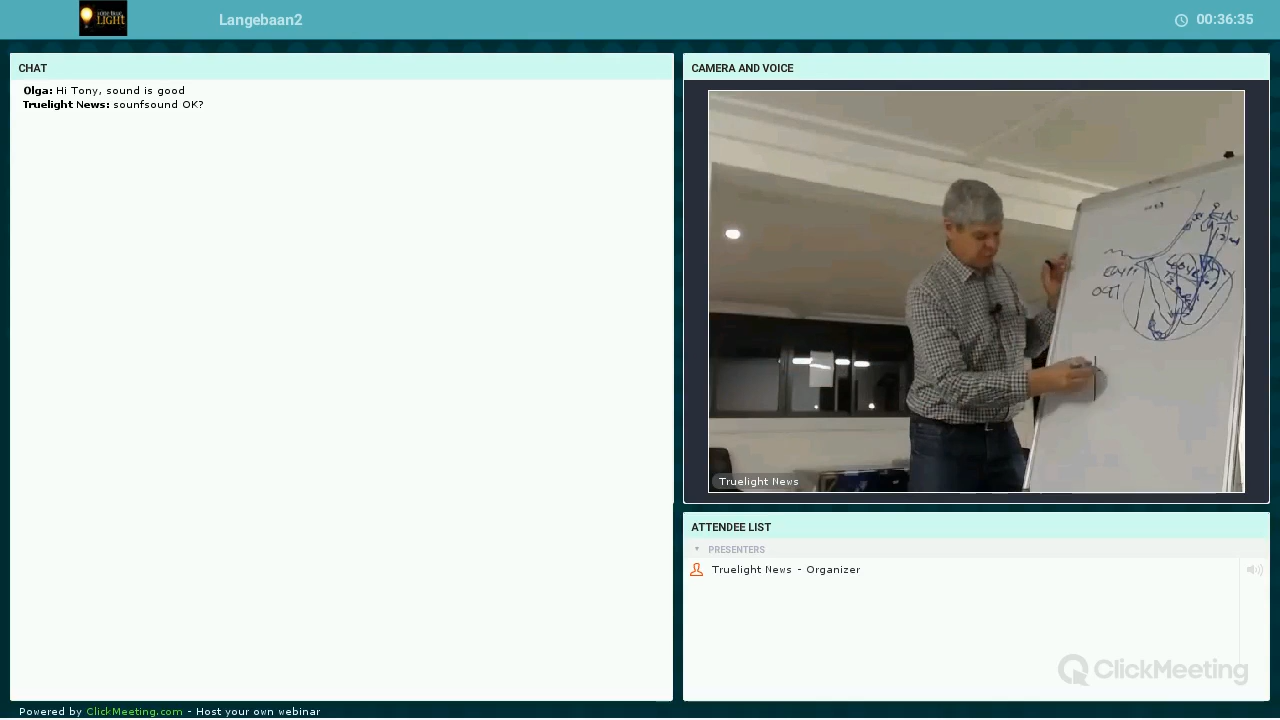 LIGHT
Langebaan2
00:36:35
CHAT
Olga: Hi Tony, sound is good
Truelight News: sounfsound OK?
CAMERA AND VOICE
Truelight News
ATTENDEE LIST
PRESENTERS
Truelight News - Organizer
ClickMeeting
Powered by ClickMeeting.com - Host your own webinar